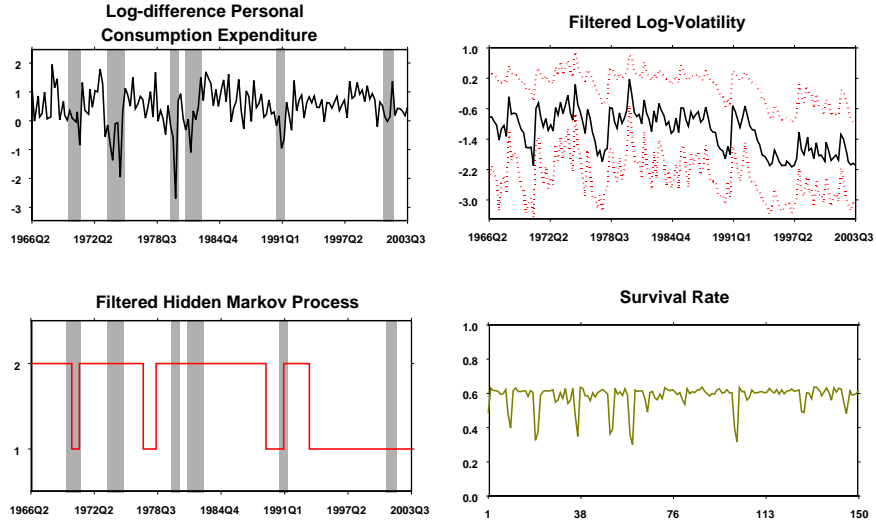 Log-difference Personal
Consumption Expenditure
2
1
0
-1
-2
-3
1966Q2 1972Q2 1978Q3 1984Q4 1991Q1 1997Q2 2003Q3
Filtered Log-Volatility
1.0
0.2
-0.6
-1.4
-2.2
-3.0
1966Q2 1972Q2 1978Q3 1984Q4 1991Q1 1997Q2 2003Q3
Filtered Hidden Markov Process
2
1
1966Q2 1972Q2 1978Q3 1984Q4 1991Q1 1997Q2 2003Q3
Survival Rate
1.0
0.8
0.6
0.4
0.2
0.0
1 38 76 113 150